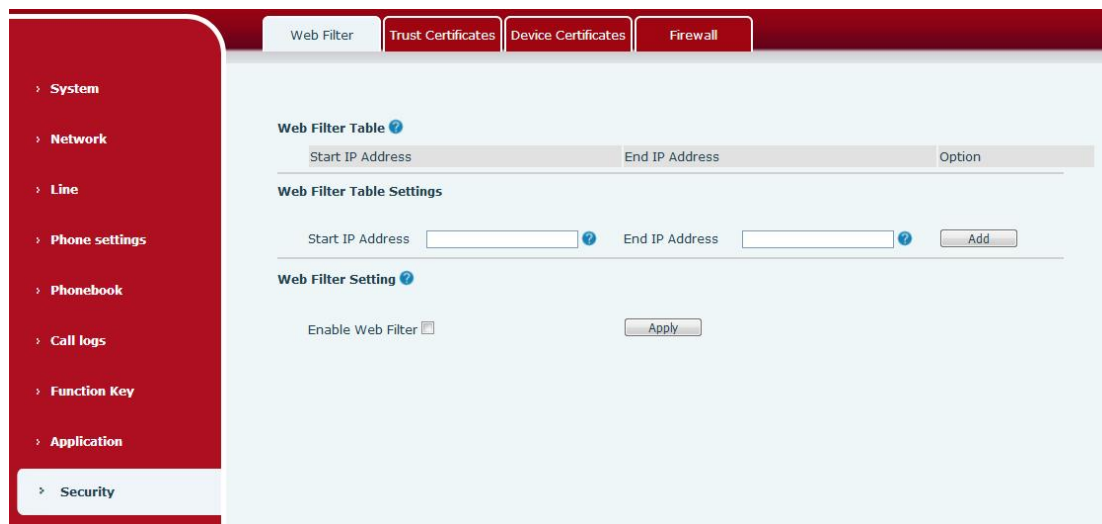 Web Filter Trust Certificates Device Certificates Firewall
System
Network
Line
Phone settings
Phonebook
Call logs
Function Key
Application
Security
Web Filter Table ?
Start IP Address End IP Address Option
Web Filter Table Settings
Start IP Address ? End IP Address ? Add
Web Filter Setting ?
Enable Web Filter Apply